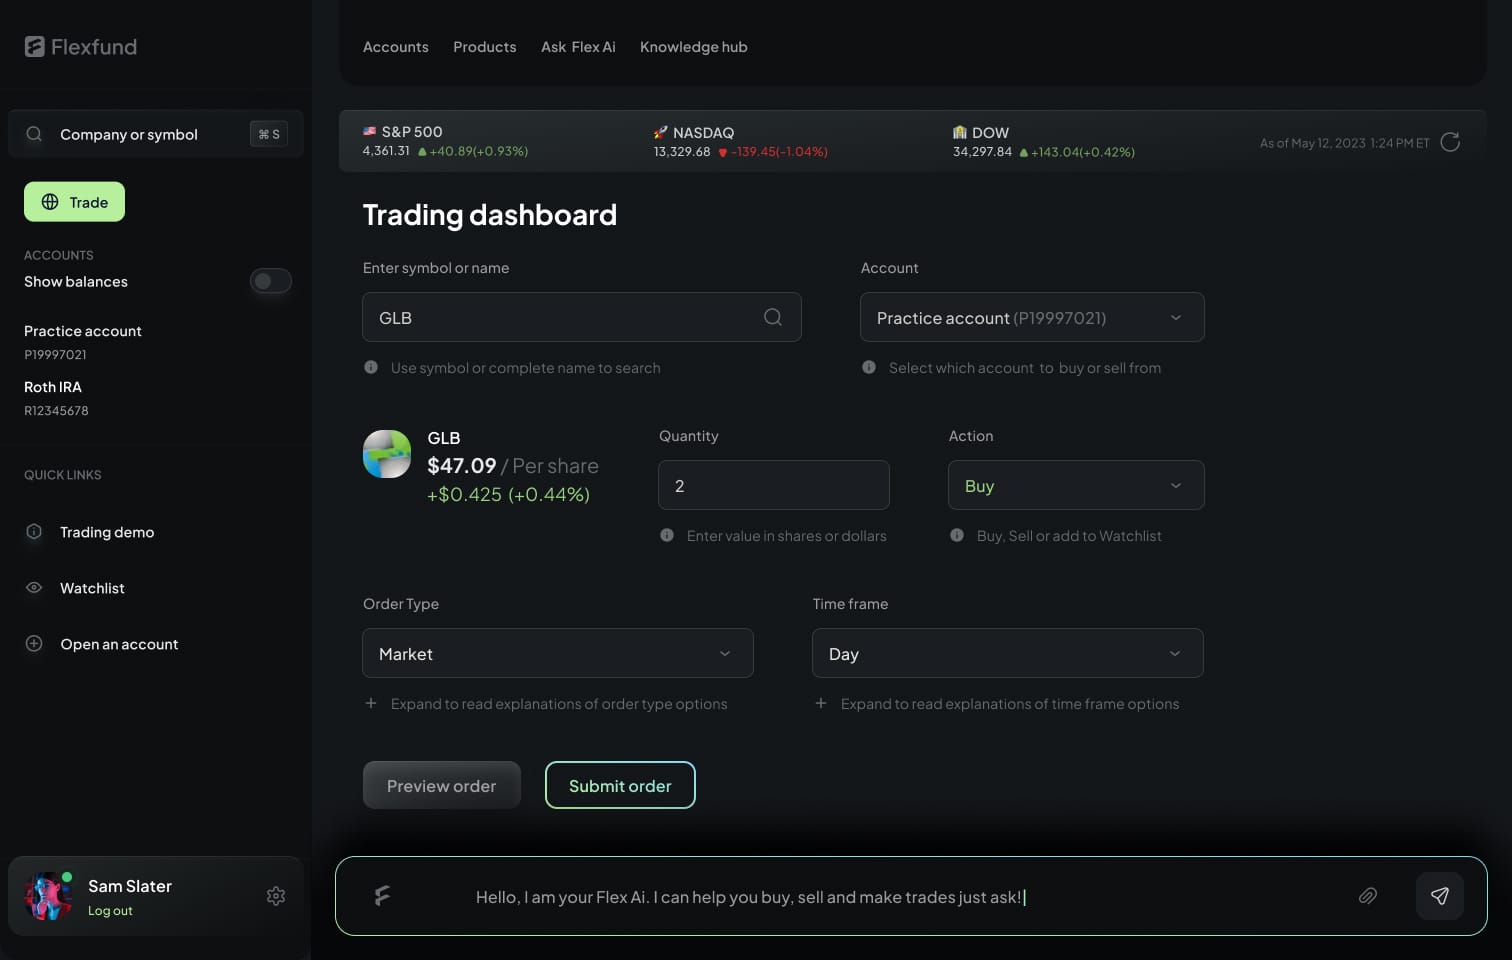 Flexfund
Company or symbol
⌘ S
Trade
ACCOUNTS
Show balances
Practice account
P19997021
Roth IRA
R12345678
QUICK LINKS
Trading demo
Watchlist
Open an account
Sam Slater
Log out
Accounts Products Ask Flex Ai Knowledge hub
S&P 500
4,361.31 +40.89(+0.93%)
NASDAQ
13,329.68 -139.45(-1.04%)
DOW
34,297.84 +143.04(+0.42%)
As of May 12, 2023 1:24 PM ET
Trading dashboard
Enter symbol or name
GLB
Use symbol or complete name to search
Account
Practice account (P19997021)
Select which account to buy or sell from
GLB
$47.09 / Per share
+$0.425 (+0.44%)
Quantity
2
Enter value in shares or dollars
Action
Buy
Buy, Sell or add to Watchlist
Order Type
Market
Expand to read explanations of order type options
Time frame
Day
Expand to read explanations of time frame options
Preview order
Submit order
Hello, I am your Flex Ai. I can help you buy, sell and make trades just ask!